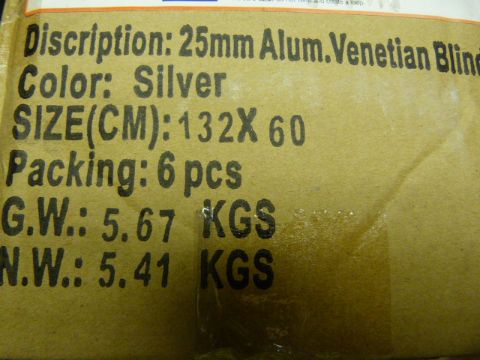 Discription: 25mm Alum.Venetian Blind
Color: Silver
SIZE(CM): 132X 60
Packing: 6 pcs
G.W.: 5.67 KGS
N.W.: 5.41 KGS